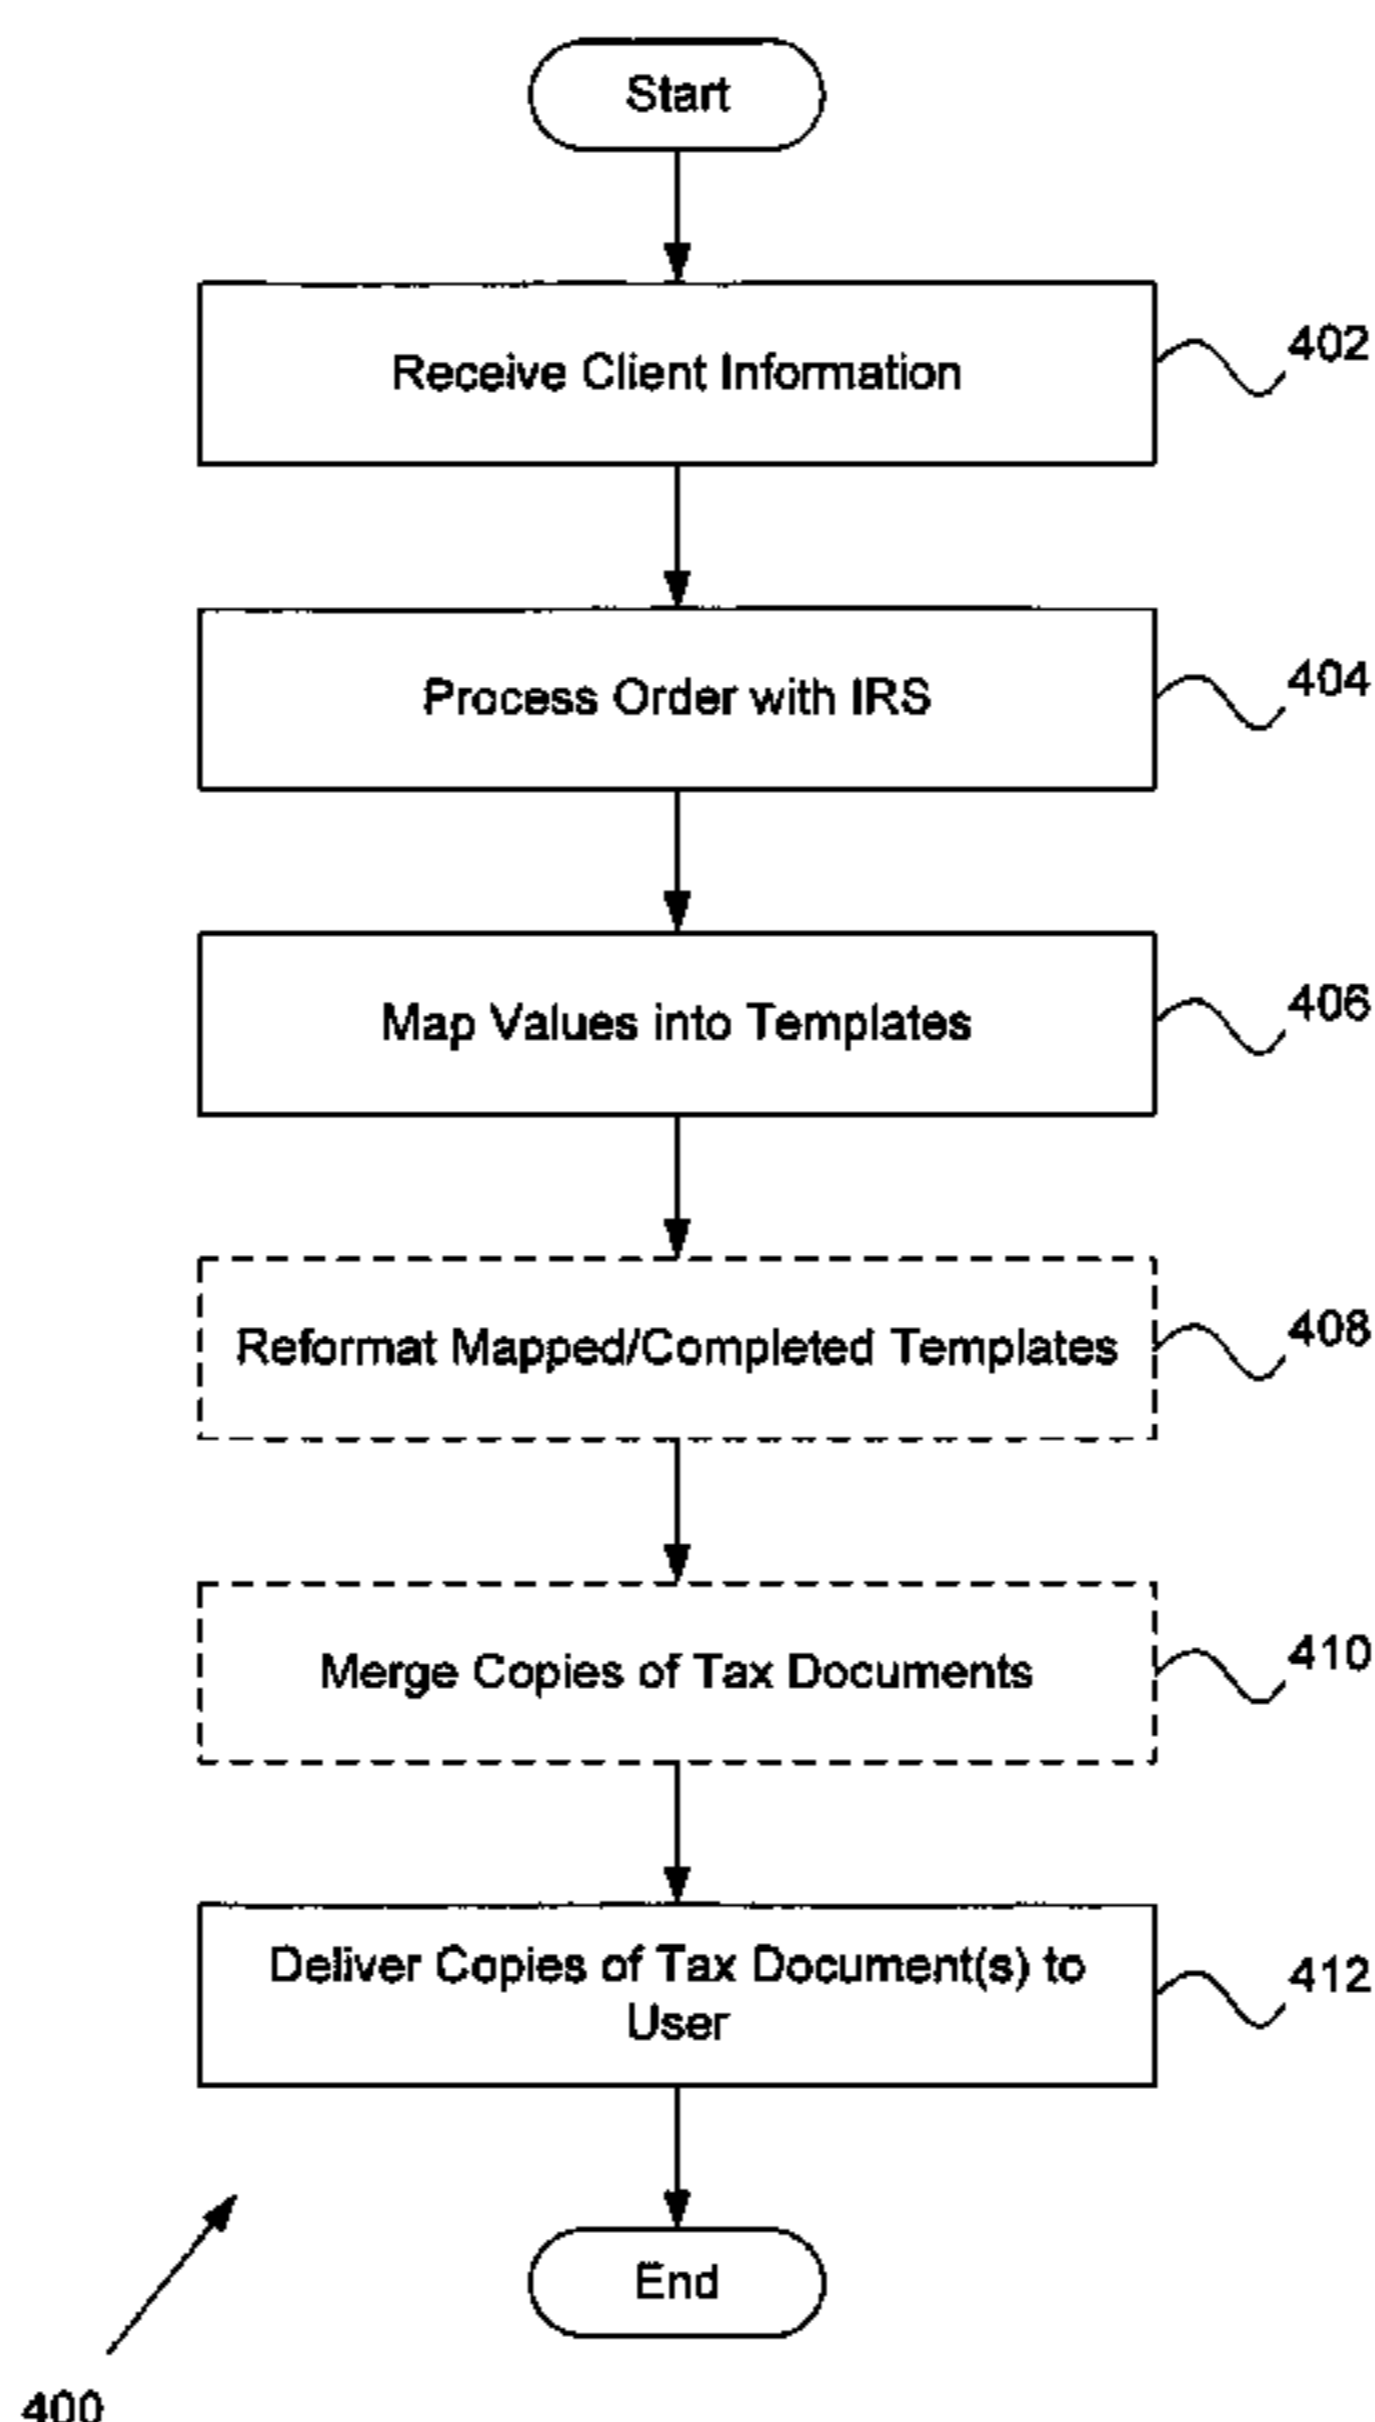 Start
Receive Client Information
402
Process Order with IRS
404
Map Values into Templates
406
Reformat Mapped/Completed Templates
408
Merge Copies of Tax Documents
410
Deliver Copies of Tax Document(s) to
User
412
End
400